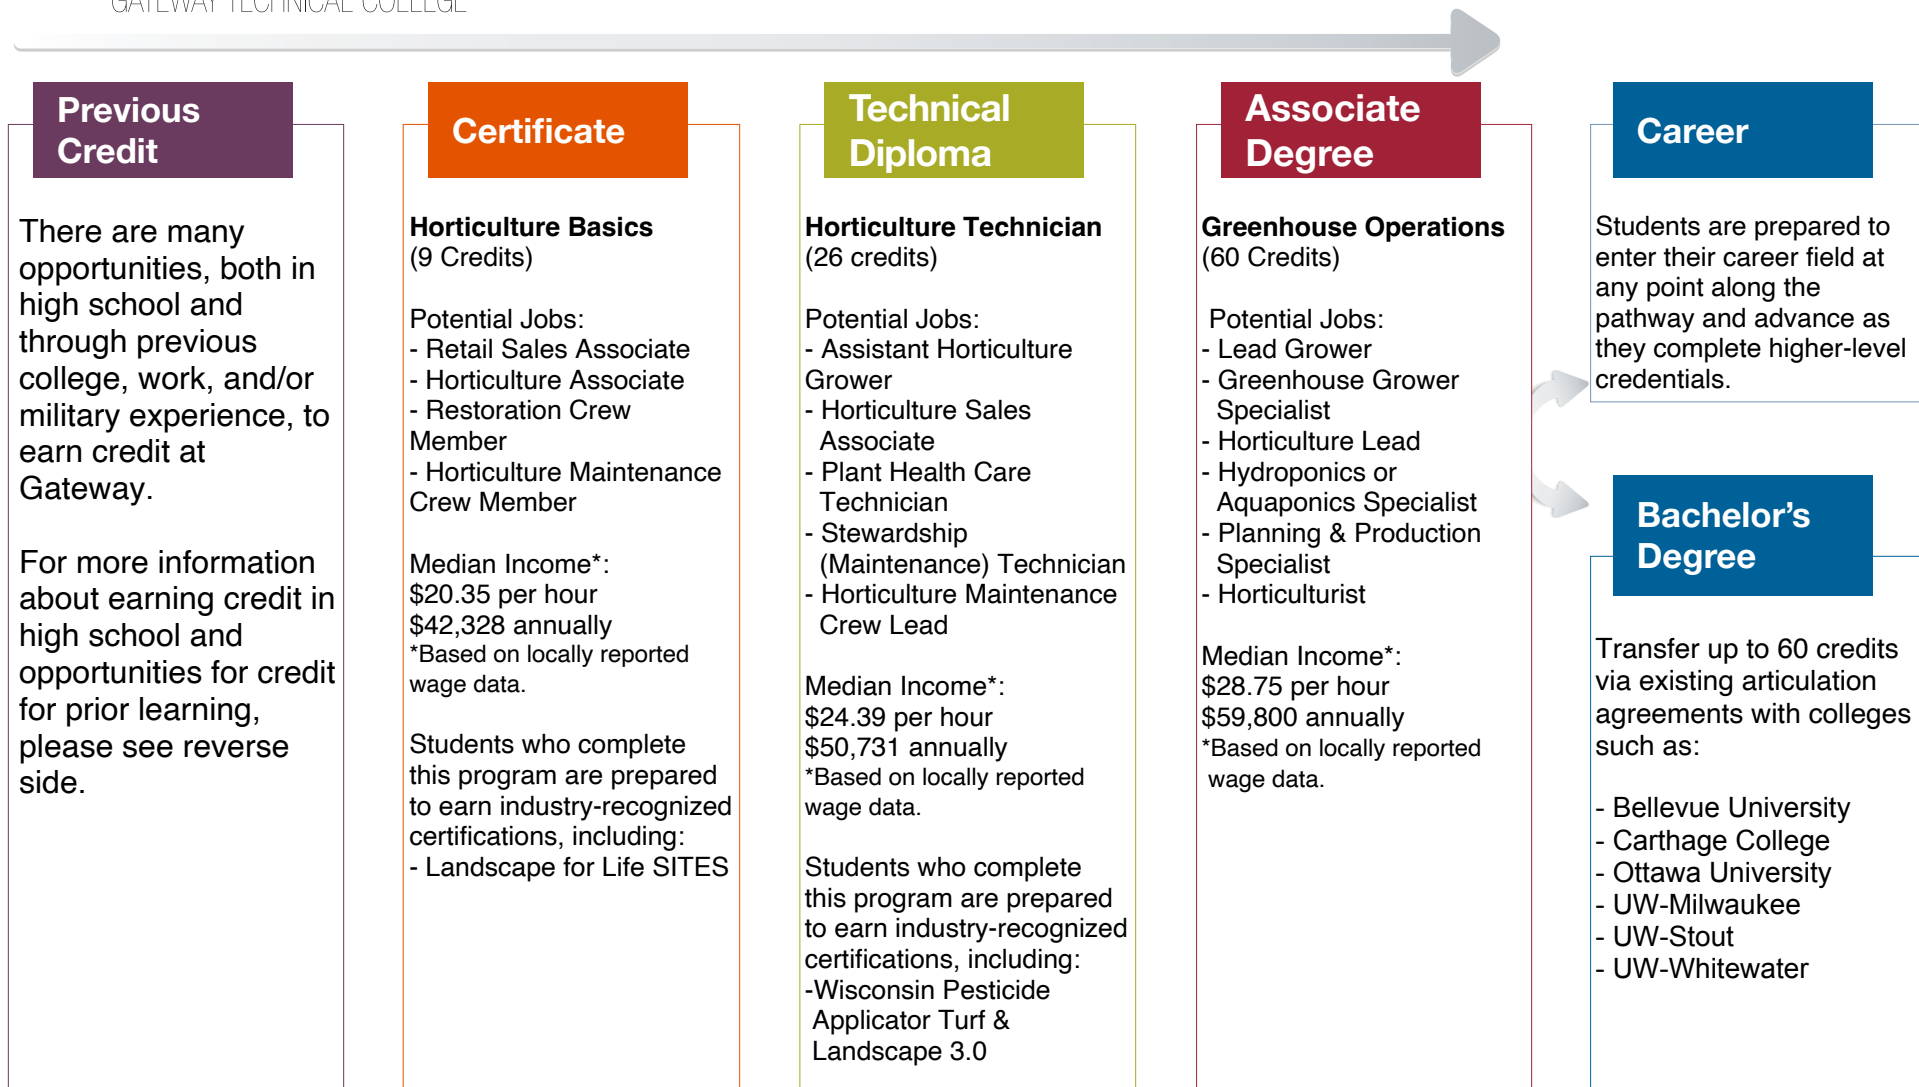 GATEWAY TECHNICAL COLLEGE
Previous
Credit
There are many
opportunities, both in
high school and
through previous
college, work, and/or
military experience, to
earn credit at
Gateway.
For more information
about earning credit in
high school and
opportunities for credit
for prior learning,
please see reverse
side.
Certificate
Horticulture Basics
(9 Credits)
Potential Jobs:
- Retail Sales Associate
- Horticulture Associate
- Restoration Crew
Member
- Horticulture Maintenance
Crew Member
Median Income*:
$20.35 per hour
$42,328 annually
*Based on locally reported
wage data.
Students who complete
this program are prepared
to earn industry-recognized
certifications, including:
- Landscape for Life SITES
Technical
Diploma
Horticulture Technician
(26 credits)
Potential Jobs:
- Assistant Horticulture
Grower
- Horticulture Sales
Associate
- Plant Health Care
Technician
- Stewardship
(Maintenance) Technician
- Horticulture Maintenance
Crew Lead
Median Income*:
$24.39 per hour
$50,731 annually
*Based on locally reported
wage data.
Students who complete
this program are prepared
to earn industry-recognized
certifications, including:
-Wisconsin Pesticide
Applicator Turf &
Landscape 3.0
Associate
Degree
Greenhouse Operations
(60 Credits)
Potential Jobs:
- Lead Grower
- Greenhouse Grower
Specialist
- Horticulture Lead
- Hydroponics or
Aquaponics Specialist
- Planning & Production
Specialist
- Horticulturist
Median Income*:
$28.75 per hour
$59,800 annually
*Based on locally reported
wage data.
Career
Students are prepared to
enter their career field at
any point along the
pathway and advance as
they complete higher-level
credentials.
Bachelor’s
Degree
Transfer up to 60 credits
via existing articulation
agreements with colleges
such as:
- Bellevue University
- Carthage College
- Ottawa University
- UW-Milwaukee
- UW-Stout
- UW-Whitewater